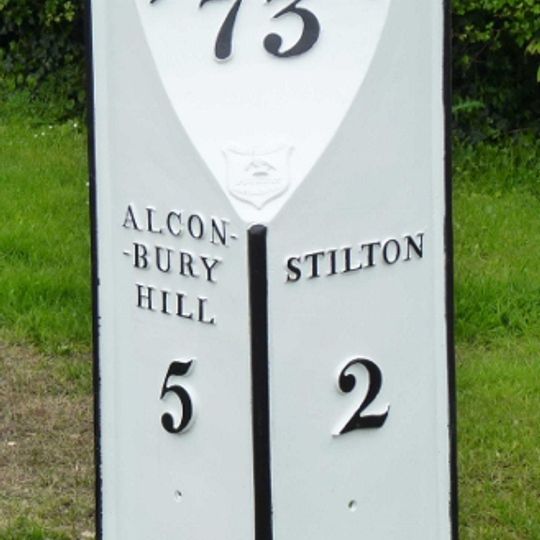 73
ALCON-
-BURY
HILL
5
STILTON
2